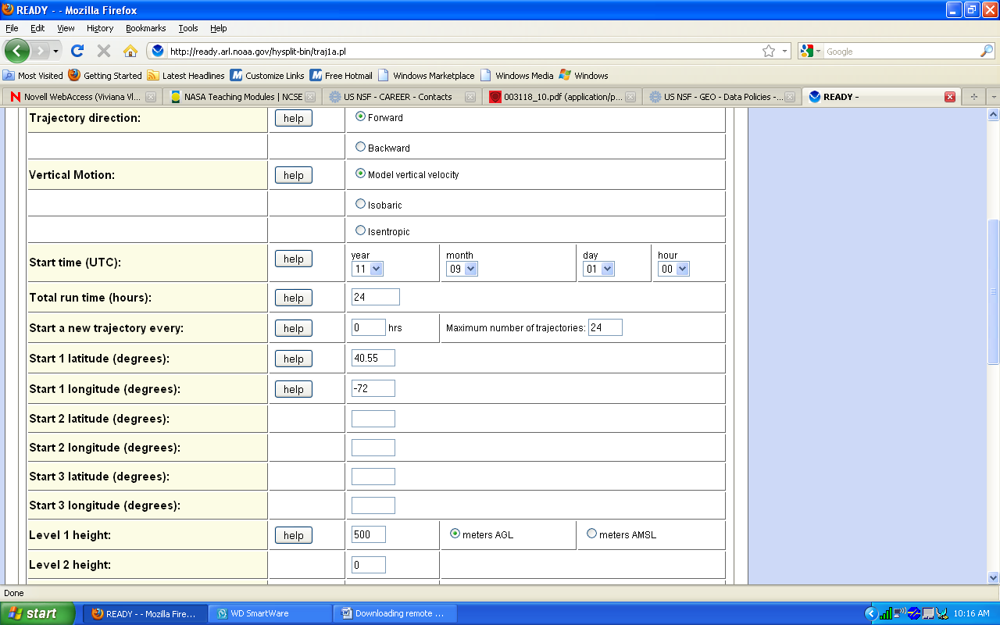 READY - - Mozilla Firefox
File Edit View History Bookmarks Tools Help
http://ready.arl.noaa.gov/hysplit-bin/traj1a.pl Google
Most Visited Getting Started Latest Headlines Customize Links Free Hotmail Windows Marketplace Windows Media Windows
Novell WebAccess (Viviana Vl... NASA Teaching Modules | NCSE US NSF - CAREER - Contacts 003118_10.pdf (application/p... US NSF - GEO - Data Policies -... READY -
Trajectory direction: help Forward
Backward
Vertical Motion: help Model vertical velocity
Isobaric
Isentropic
year month day hour
Start time (UTC): help 11 09 01 00
Total run time (hours): help 24
Start a new trajectory every: help 0 hrs Maximum number of trajectories: 24
Start 1 latitude (degrees): help 40.55
Start 1 longitude (degrees): help -72
Start 2 latitude (degrees):
Start 2 longitude (degrees):
Start 3 latitude (degrees):
Start 3 longitude (degrees):
Level 1 height: help 500 meters AGL meters AMSL
Level 2 height: 0
Done
start READY - - Mozilla Fire... WD SmartWare Downloading remote ... 10:16 AM